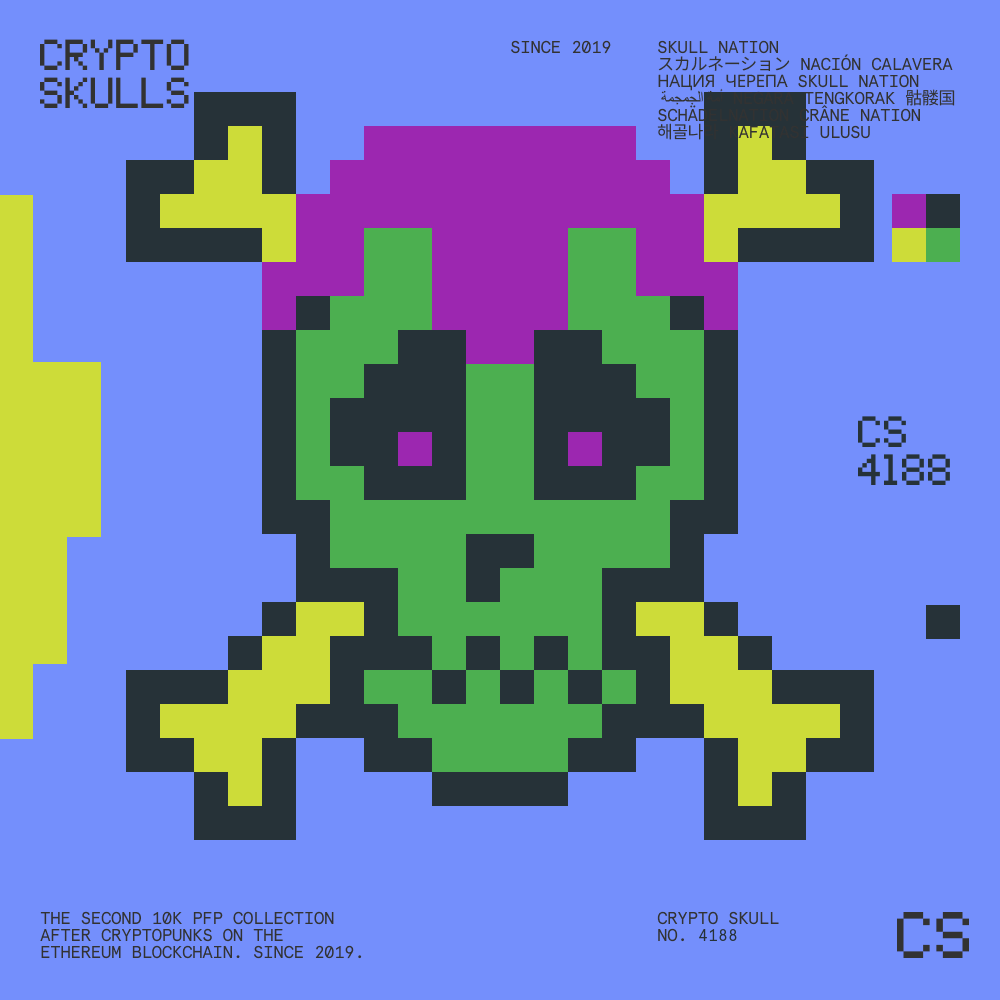 CRYPTO
SKULLS
SINCE 2019
SKULL NATION
スカルネーション NACIÓN CALAVERA
НАЦИЯ ЧЕРЕПА SKULL NATION
TENGKORAK 骷髅国
CRÂNE NATION
해골나 ULUSU
CS
4188
THE SECOND 10K PFP COLLECTION
AFTER CRYPTOPUNKS ON THE
ETHEREUM BLOCKCHAIN. SINCE 2019.
CRYPTO SKULL
NO. 4188
CS